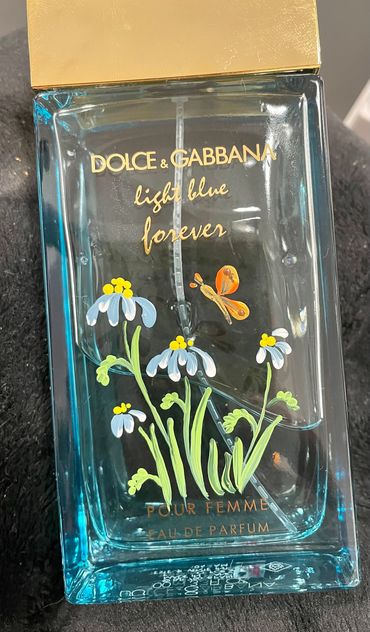 DOLCE & GABBANA
light blue
forever
POUR FEMME
EAU DE PARFUM